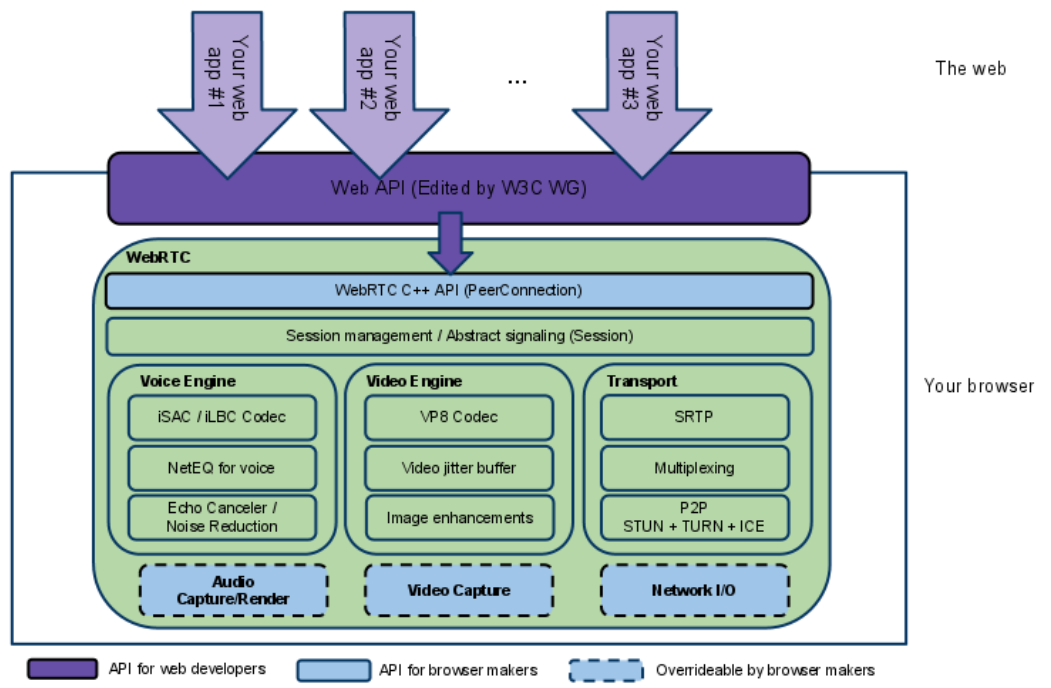 Your web
app #1
Your web
app #2
...
Your web
app #3
The web
Web API (Edited by W3C WG)
WebRTC
WebRTC C++ API (PeerConnection)
Session management / Abstract signaling (Session)
Your browser
Voice Engine
iSAC / iLBC Codec
NetEQ for voice
Echo Canceler /
Noise Reduction
Video Engine
VP8 Codec
Video jitter buffer
Image enhancements
Transport
SRTP
Multiplexing
P2P
STUN + TURN + ICE
Audio
Capture/Render
Video Capture
Network I/O
API for web developers
API for browser makers
Overrideable by browser makers